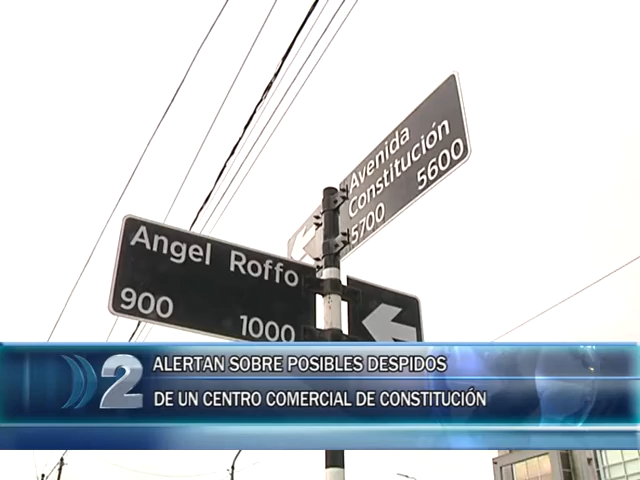 Avenida
Constitución
5700 5600
Angel Roffo
900 1000
2
ALERTAN SOBRE POSIBLES DESPIDOS
DE UN CENTRO COMERCIAL DE CONSTITUCIÓN